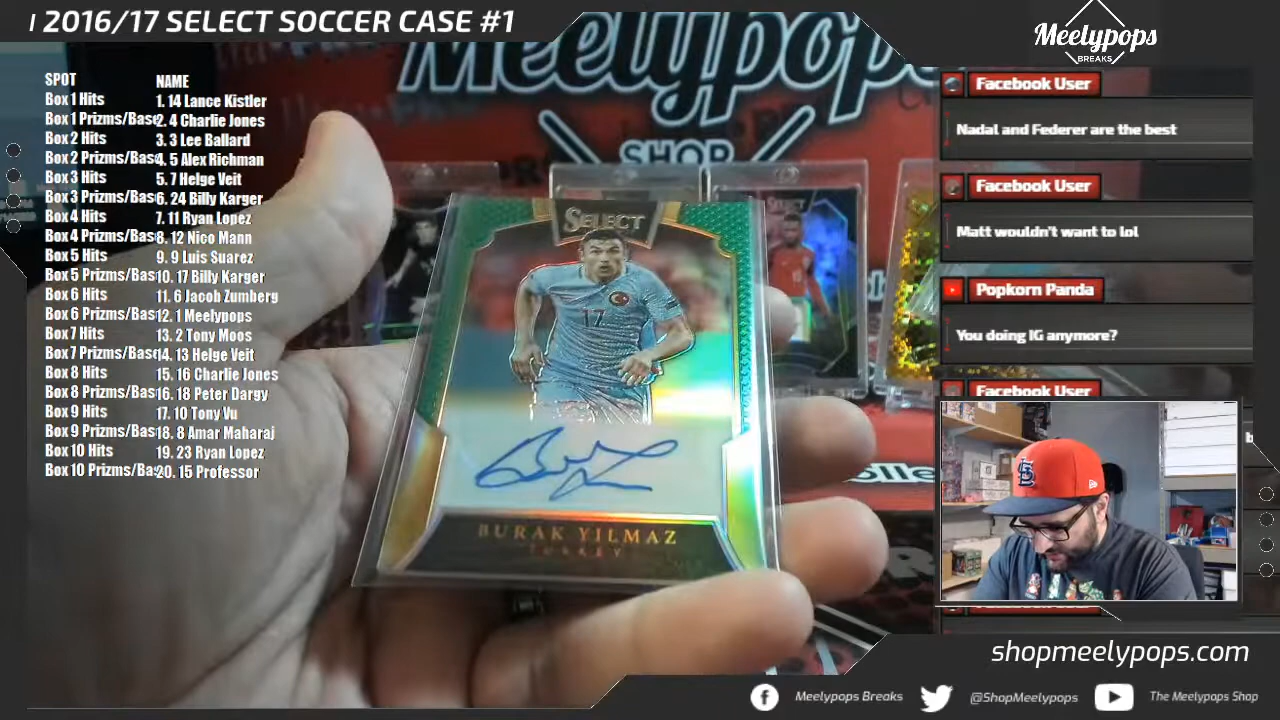 2016/17 SELECT SOCCER CASE #1
SPOT NAME
Box 1 Hits 1. 14 Lance Kistler
Box 1 Prizms/Base 2. 4 Charlie Jones
Box 2 Hits 3. 3 Lee Ballard
Box 2 Prizms/Base 4. 5 Alex Richman
Box 3 Hits 5. 7 Helge Veit
Box 3 Prizms/Base 6. 24 Billy Karger
Box 4 Hits 7. 11 Ryan Lopez
Box 4 Prizms/Bas 8. 12 Nico Mann
Box 5 Hits 9. 9 Luis Suarez
Box 5 Prizms/Bas 10. 17 Billy Karger
Box 6 Hits 11. 6 Jacob Zumberg
Box 6 Prizms/Bas 12. 1 Meelypops
Box 7 Hits 13. 2 Tony Moos
Box 7 Prizms/Bas 14. 13 Helge Veit
Box 8 Hits 15. 16 Charlie Jones
Box 8 Prizms/Bas 16. 18 Peter Dargy
Box 9 Hits 17. 10 Tony Vu
Box 9 Prizms/Bas 18. 8 Amar Maharaj
Box 10 Hits 19. 23 Ryan Lopez
Box 10 Prizms/Bas 20. 15 Professor
Meelypops
SHOP
SELECT
17
BURAK YILMAZ
TURKEY
Meelypops
BREAKS
Facebook User
Nadal and Federer are the best
Facebook User
Matt wouldn't want to lol
Popkorn Panda
You doing IG anymore?
Facebook User
shopmeelypops.com
Meelypops Breaks @ShopMeelypops The Meelypops Shop